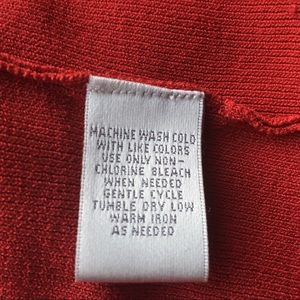 MACHINE WASH COLD
WITH LIKE COLORS
USE ONLY NON-
CHLORINE BLEACH
WHEN NEEDED
GENTLE CYCLE
TUMBLE DRY LOW
WARM IRON
AS NEEDED